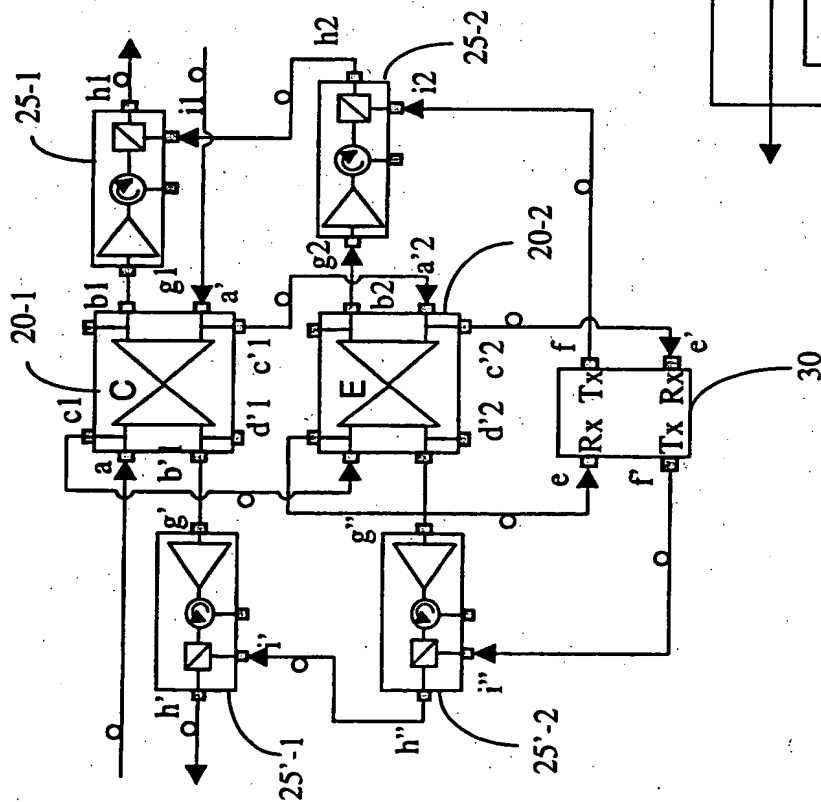 20-1
25-1
c1
C
b1
h1
a
b'1
g1
i1
h'
g'
a'
25'-1
i'
d'1
c'1
h2
25-2
E
b2
g2
i2
a'2
h"
g"
20-2
25'-2
i"
d'2
c'2
e
Rx
Tx
f
f'
Tx
Rx
e'
30